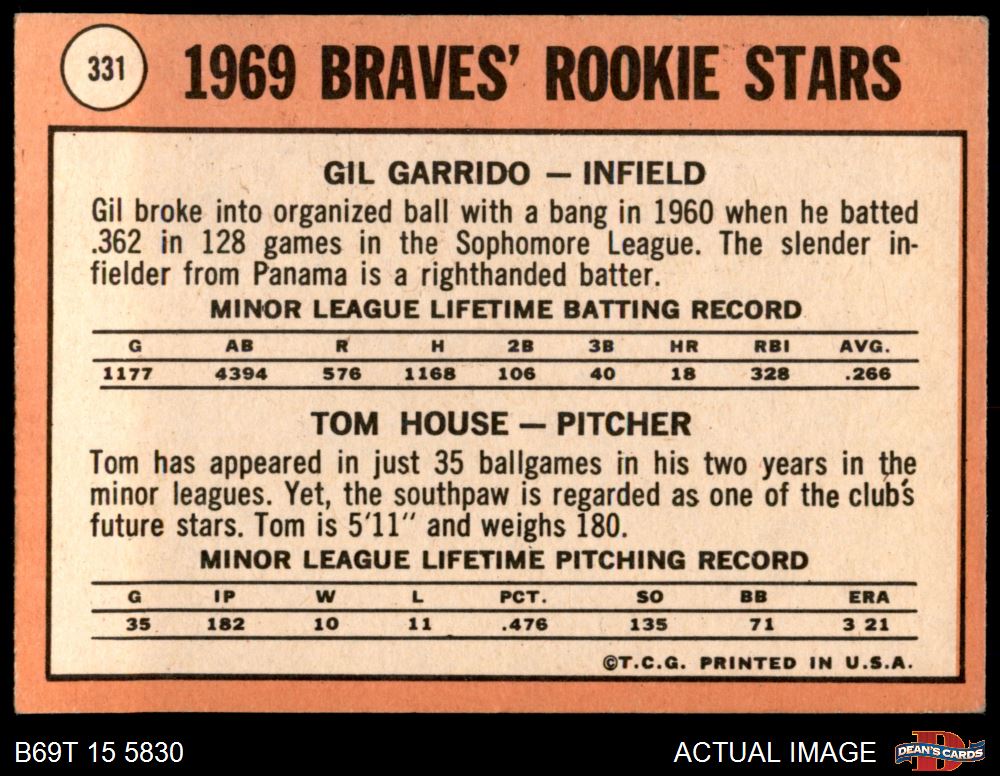 331
1969 BRAVES' ROOKIE STARS
GIL GARRIDO — INFIELD
Gil broke into organized ball with a bang in 1960 when he batted
.362 in 128 games in the Sophomore League. The slender in-
fielder from Panama is a righthanded batter.
MINOR LEAGUE LIFETIME BATTING RECORD
G AB R H 2B 3B HR RBI AVG.
1177 4394 576 1168 106 40 18 328 .266
TOM HOUSE — PITCHER
Tom has appeared in just 35 ballgames in his two years in the
minor leagues. Yet, the southpaw is regarded as one of the club's
future stars. Tom is 5'11" and weighs 180.
MINOR LEAGUE LIFETIME PITCHING RECORD
G IP W L PCT. SO BB ERA
35 182 10 11 .476 135 71 3 21
©T.C.G. PRINTED IN U.S.A.
B69T 15 5830
ACTUAL IMAGE
D
DEAN'S CARDS